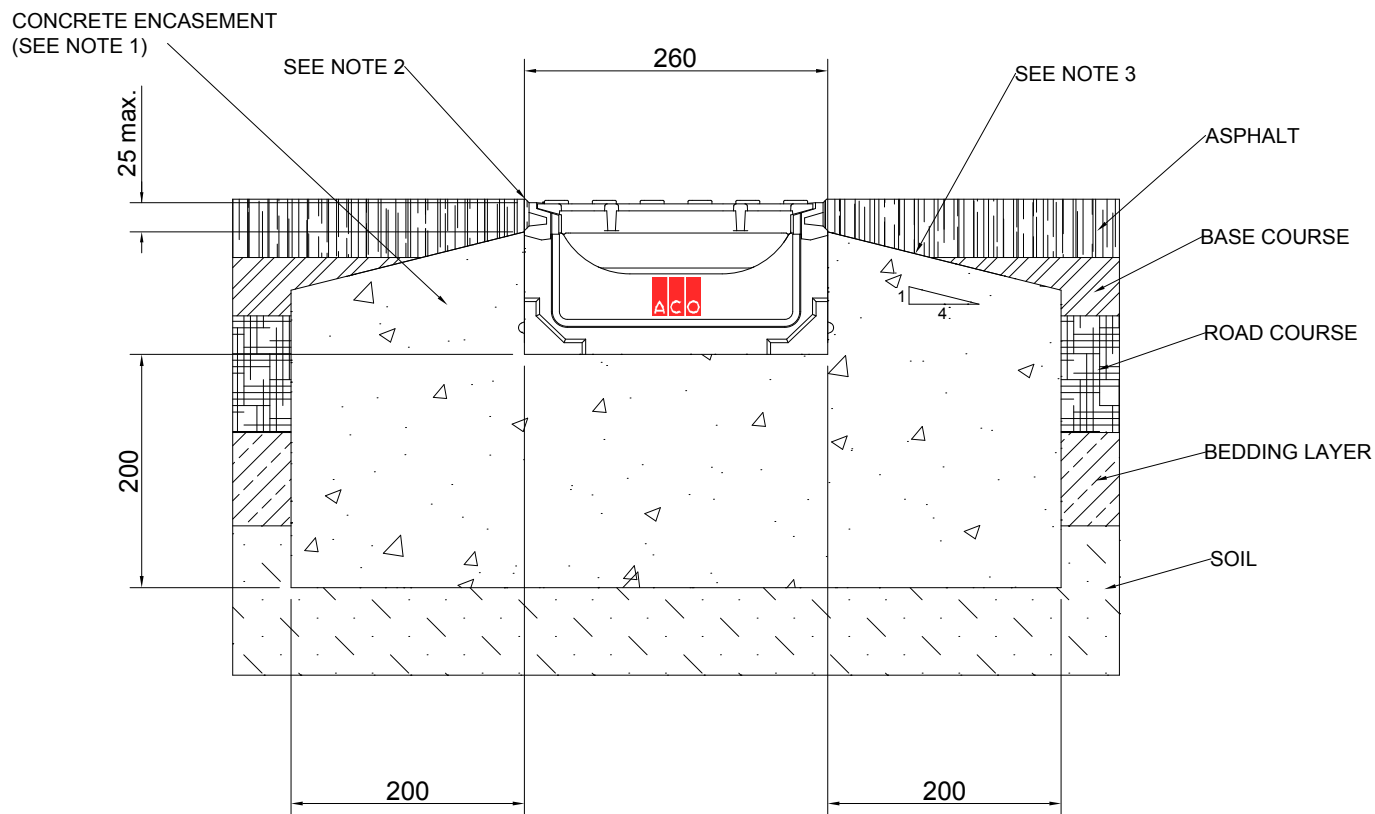 CONCRETE ENCASEMENT
(SEE NOTE 1)
SEE NOTE 2
260
SEE NOTE 3
25 max.
ASPHALT
BASE COURSE
ACO
1
4
ROAD COURSE
200
BEDDING LAYER
SOIL
200
200